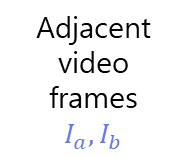 Adjacent
video
frames
I_a, I_b